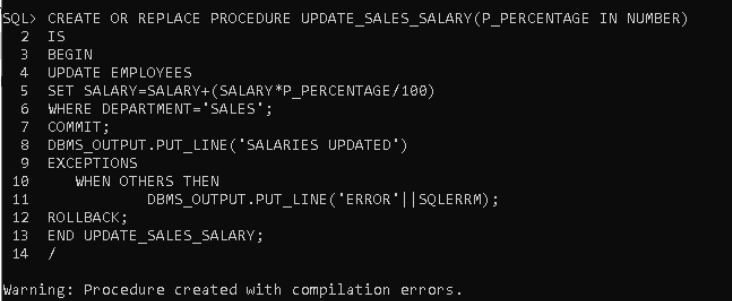 SQL> CREATE OR REPLACE PROCEDURE UPDATE_SALES_SALARY(P_PERCENTAGE IN NUMBER)
  2  IS
  3  BEGIN
  4  UPDATE EMPLOYEES
  5  SET SALARY=SALARY+(SALARY*P_PERCENTAGE/100)
  6  WHERE DEPARTMENT='SALES';
  7  COMMIT;
  8  DBMS_OUTPUT.PUT_LINE('SALARIES UPDATED')
  9  EXCEPTIONS
 10     WHEN OTHERS THEN
 11             DBMS_OUTPUT.PUT_LINE('ERROR'||SQLERRM);
 12  ROLLBACK;
 13  END UPDATE_SALES_SALARY;
 14  /
Warning: Procedure created with compilation errors.